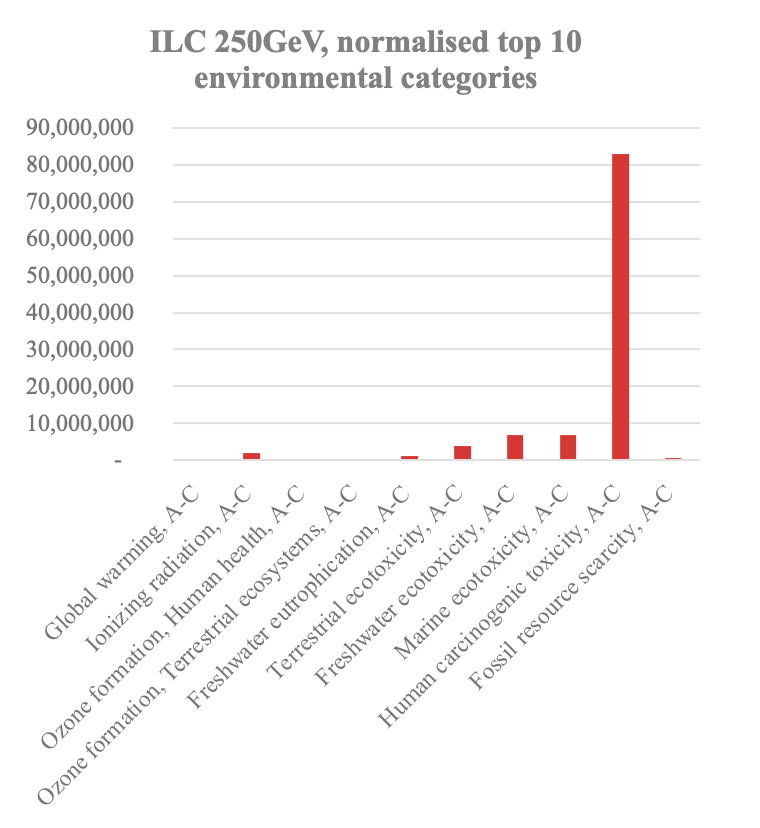 ILC 250GeV, normalised top 10
environmental categories
90,000,000
80,000,000
70,000,000
60,000,000
50,000,000
40,000,000
30,000,000
20,000,000
10,000,000
-
Global warming, A-C
Ionizing radiation, A-C
Ozone formation, Human health, A-C
Ozone formation, Terrestrial ecosystems, A-C
Freshwater eutrophication, A-C
Terrestrial ecotoxicity, A-C
Freshwater ecotoxicity, A-C
Marine ecotoxicity, A-C
Human carcinogenic toxicity, A-C
Fossil resource scarcity, A-C